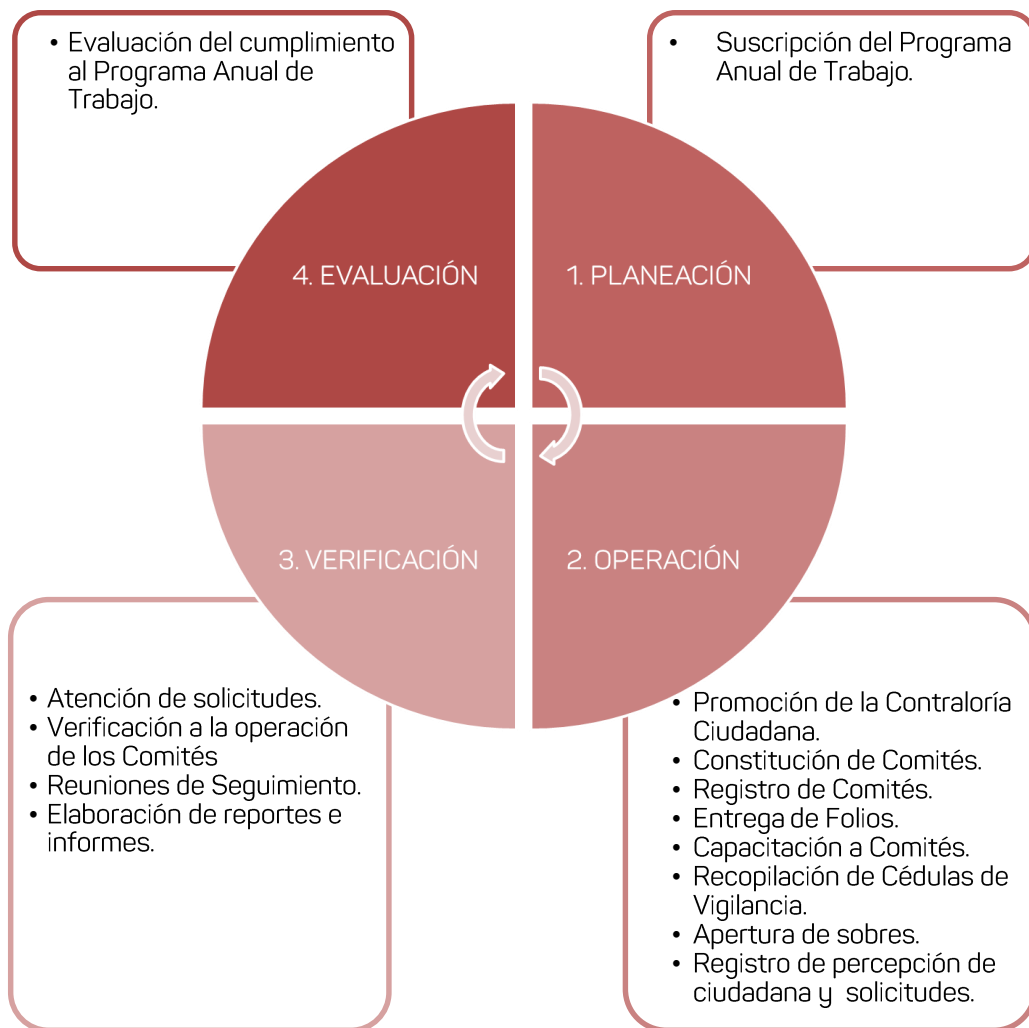 • Evaluación del cumplimiento
al Programa Anual de
Trabajo.
• Suscripción del Programa
Anual de Trabajo.
4. EVALUACIÓN
1. PLANEACIÓN
3. VERIFICACIÓN
2. OPERACIÓN
• Atención de solicitudes.
• Verificación a la operación
de los Comités
• Reuniones de Seguimiento.
• Elaboración de reportes e
informes.
• Promoción de la Contraloría
Ciudadana.
• Constitución de Comités.
• Registro de Comités.
• Entrega de Folios.
• Capacitación a Comités.
• Recopilación de Cédulas de
Vigilancia.
• Apertura de sobres.
• Registro de percepción de
ciudadana y solicitudes.